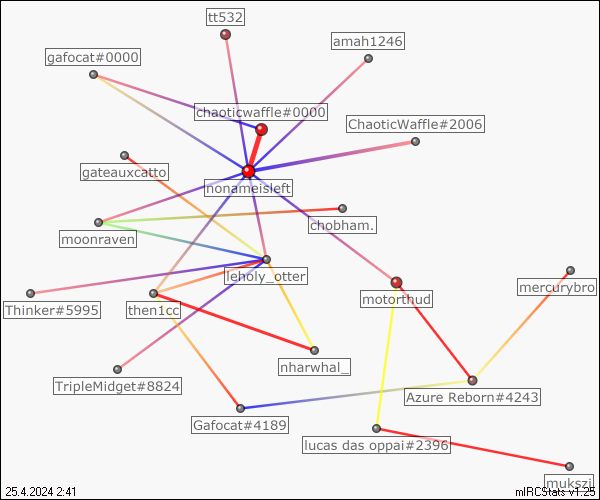 tt532
amah1246
gafocat#0000
chaoticwaffle#0000
ChaoticWaffle#2006
gateauxcatto
nonameisleft
chobham.
moonraven
leholy_otter
mercurybro
motorthud
Thinker#5995
then1cc
nharwhal_
TripleMidget#8824
Azure Reborn#4243
Gafocat#4189
lucas das oppai#2396
mukszi
25.4.2024 2:41
mIRCStats v1.25